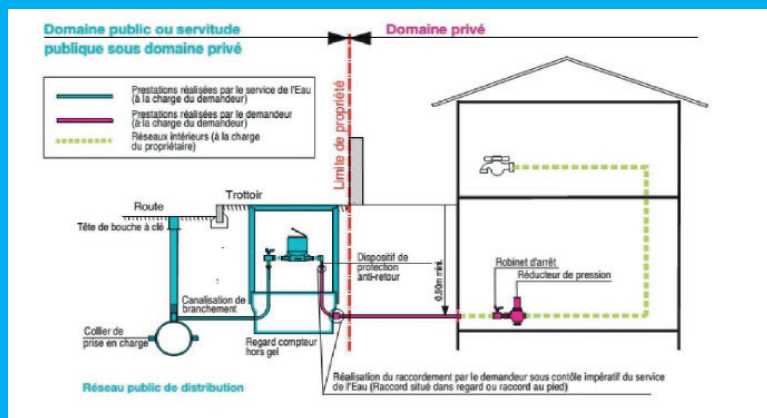 Domaine public ou servitude
publique sous domaine privé
Domaine privé
Prestations réalisées par le service de l'Eau
(à la charge du demandeur)
Prestations réalisées par le demandeur
(à la charge du demandeur)
Réseaux intérieurs (à la charge
du propriétaire)
Limite de propriété
Trottoir
Route
Tête de bouche à clé
Dispositif de
protection
anti-retour
0,90m mini.
Robinet d'arrêt
Réducteur de pression
Canalisation de
branchement
Collier de
prise en charge
Regard compteur
hors gel
Réseau public de distribution
Réalisation du raccordement par le demandeur sous contôle impératif du service
de l'Eau (Raccord situé dans regard ou raccord au pied)